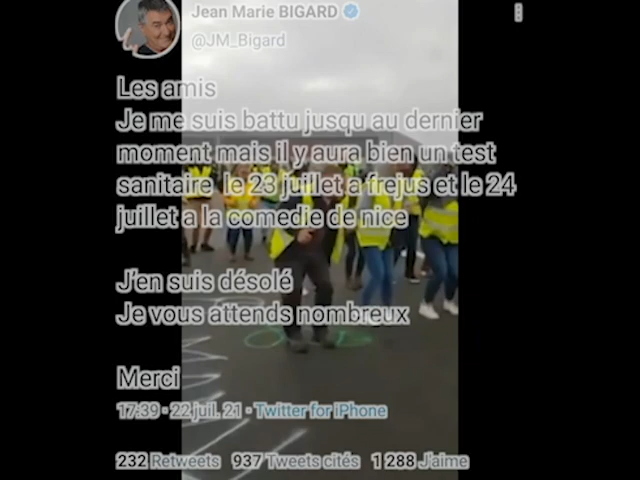 Jean Marie BIGARD
@JM_Bigard
Les amis
Je me suis battu jusqu au dernier
moment mais il y aura bien un test
sanitaire le 23 juillet a frejus et le 24
juillet a la comedie de nice
J'en suis désolé
Je vous attends nombreux
Merci
17:39 · 22 juil. 21 · Twitter for iPhone
232 Retweets 937 Tweets cités 1 288 J'aime